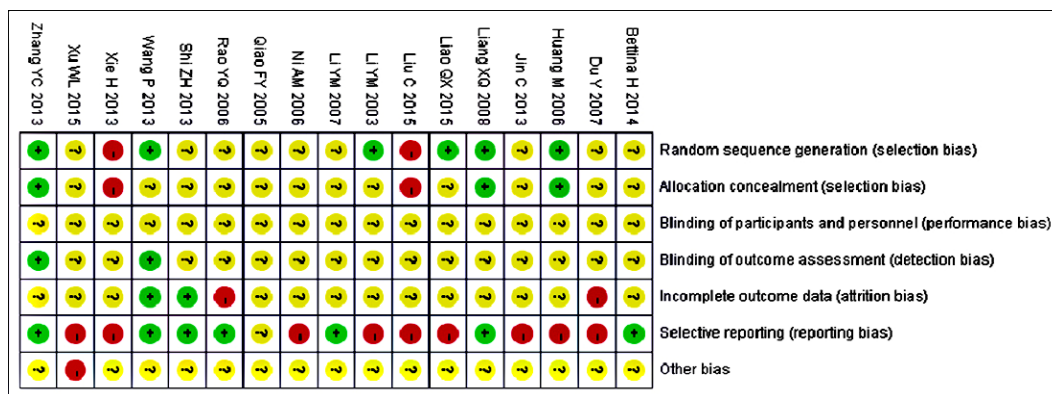 Zhang YC 2013
Xu WL 2015
Xie H 2013
Wang P 2013
Shi ZH 2013
Rao YQ 2006
Qiao FY 2005
Ni AM 2006
Li YM 2007
Li YM 2003
Liu C 2015
Liao QX 2015
Liang XQ 2008
Jin C 2013
Huang M 2006
Du Y 2007
Bettina H 2014
+ ? - + ? ? ? ? ? + - + + ? + ? ? Random sequence generation (selection bias)
+ ? - ? ? ? ? ? ? ? - ? + ? + ? ? Allocation concealment (selection bias)
? ? ? ? ? ? ? ? ? ? ? ? ? ? ? ? ? Blinding of participants and personnel (performance bias)
+ ? ? + ? ? ? ? ? ? ? ? ? ? ? ? ? Blinding of outcome assessment (detection bias)
? ? ? + + - ? ? ? ? ? ? ? ? ? - ? Incomplete outcome data (attrition bias)
+ - - + + + ? - + - - - + - - - + Selective reporting (reporting bias)
? - ? ? ? ? ? ? ? ? ? ? ? ? ? ? ? Other bias